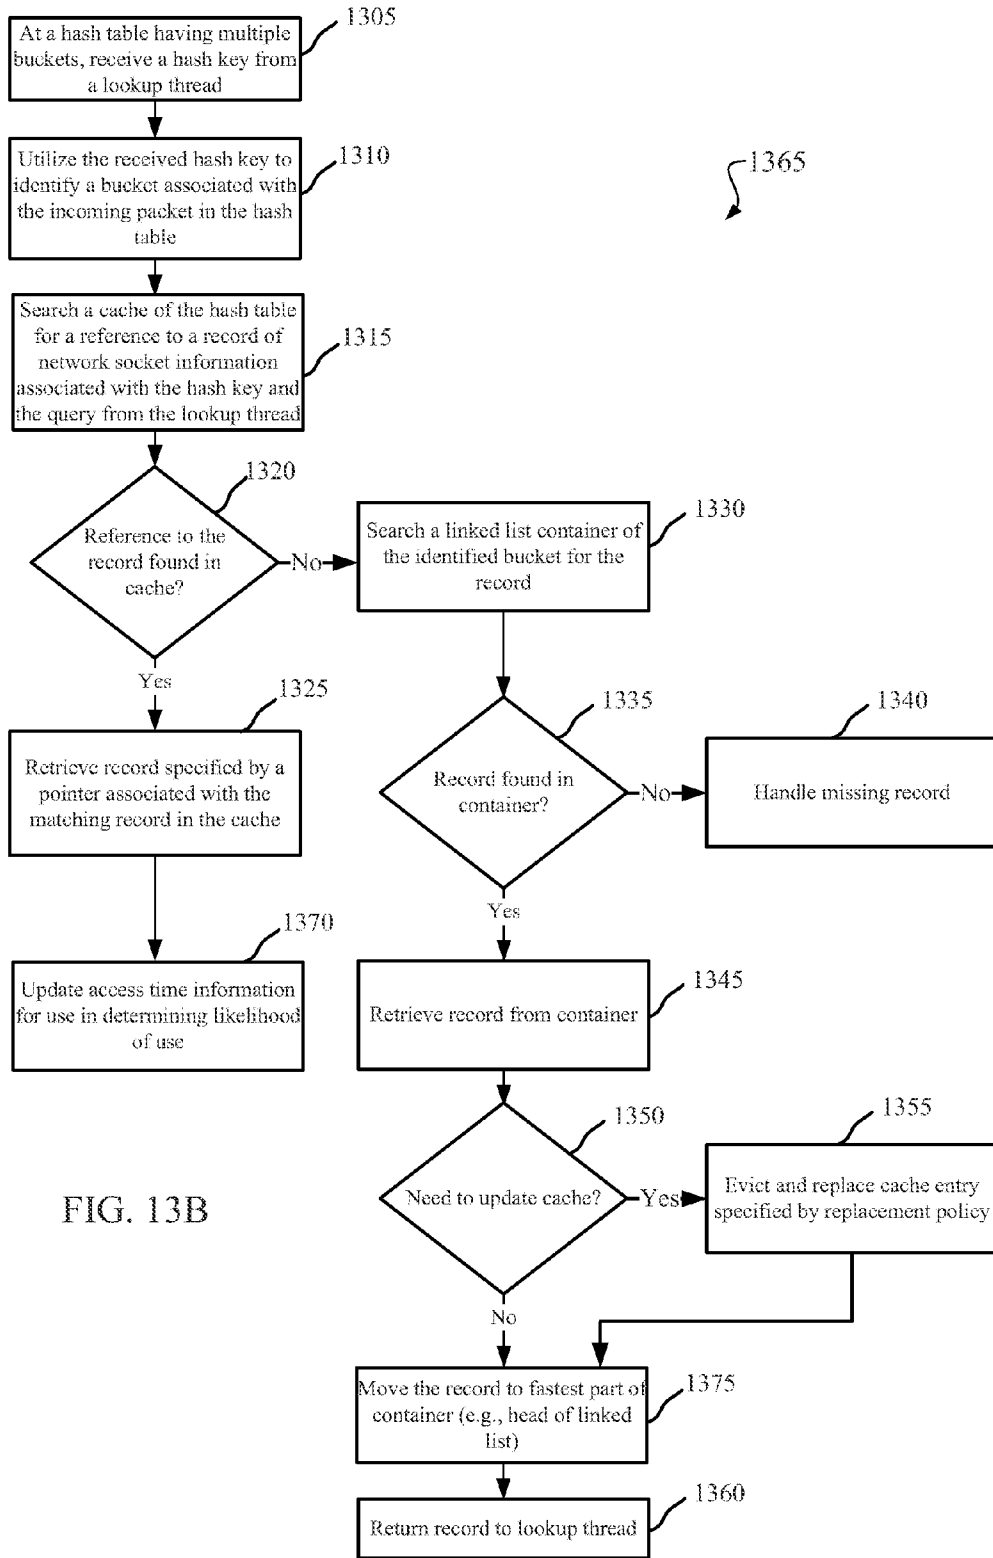 1305
At a hash table having multiple
buckets, receive a hash key from
a lookup thread
1310
Utilize the received hash key to
identify a bucket associated with
the incoming packet in the hash
table
1365
Search a cache of the hash table
for a reference to a record of
network socket information
associated with the hash key and
the query from the lookup thread
1315
1320
Reference to the
record found in
cache?
No
1330
Search a linked list container of
the identified bucket for the
record
Yes
1325
Retrieve record specified by a
pointer associated with the
matching record in the cache
1335
Record found in
container?
No
1340
Handle missing record
Yes
1370
Update access time information
for use in determining likelihood
of use
1345
Retrieve record from container
1350
Need to update cache?
Yes
1355
Evict and replace cache entry
specified by replacement policy
FIG. 13B
No
1375
Move the record to fastest part of
container (e.g., head of linked
list)
1360
Return record to lookup thread